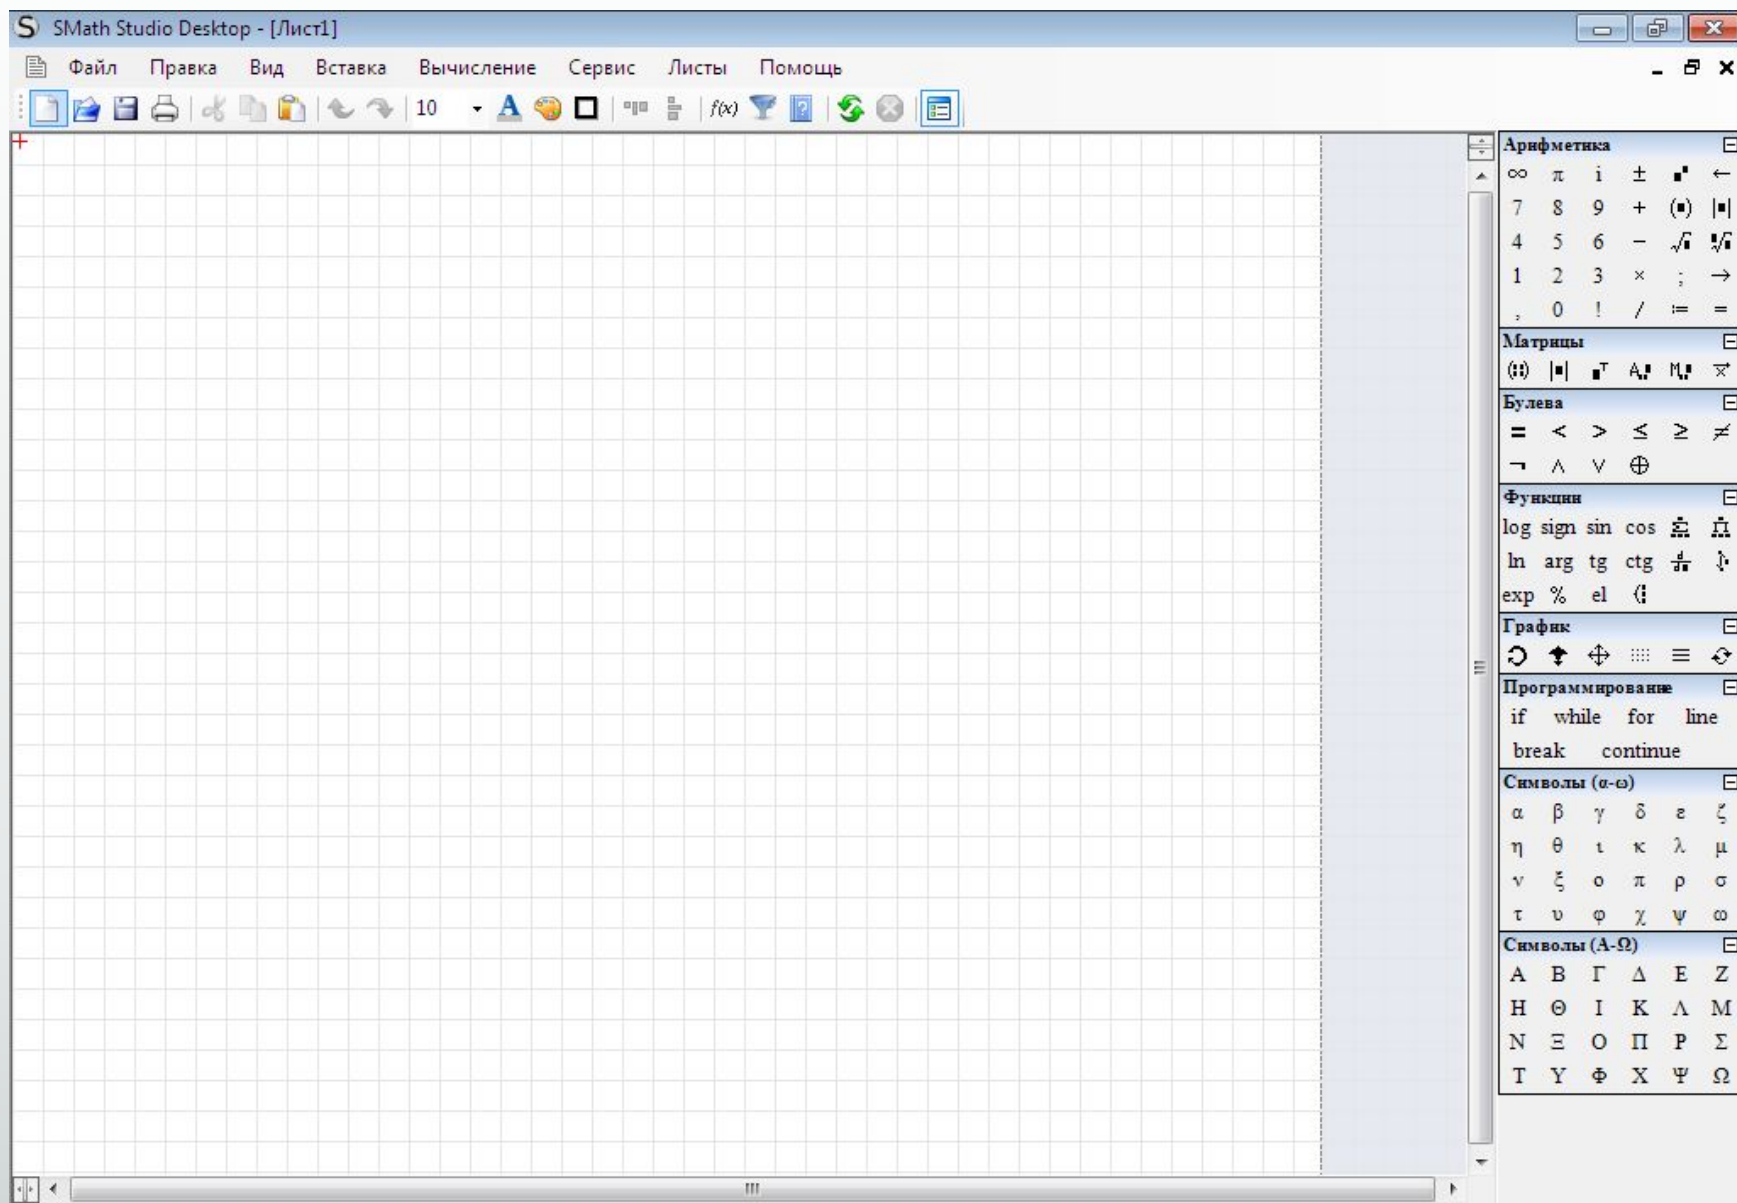 SMath Studio Desktop - [Лист1]
Файл Правка Вид Вставка Вычисление Сервис Листы Помощь
10 A f(x)
Арифметика
∞ π i ± ←
7 8 9 + (▪) |▪|
4 5 6 −
1 2 3 × ; →
, 0 ! / := =
Матрицы
Булева
= < > ≤ ≥ ≠
¬ ∧ ∨ ⊕
Функции
log sign sin cos
ln arg tg ctg
exp % el
График
Программирование
if while for line
break continue
Символы (α-ω)
α β γ δ ε ζ
η θ ι κ λ μ
ν ξ ο π ρ σ
τ υ φ χ ψ ω
Символы (Α-Ω)
Α Β Γ Δ Ε Ζ
Η Θ Ι Κ Λ Μ
Ν Ξ Ο Π Ρ Σ
Τ Υ Φ Χ Ψ Ω